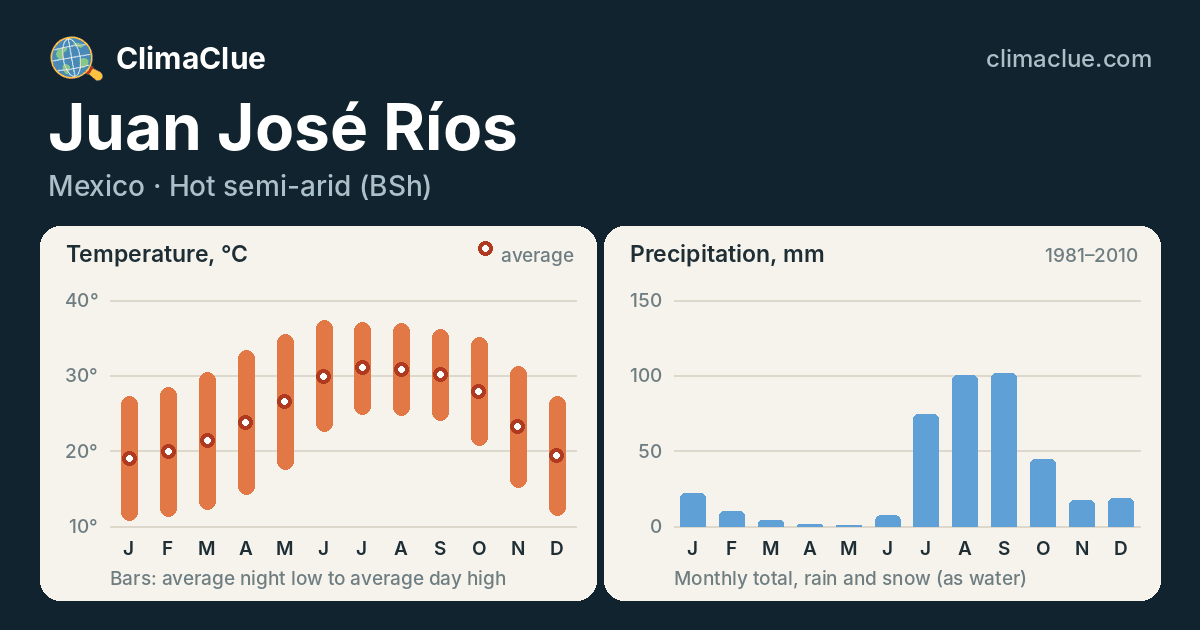 ClimaClue
climaclue.com
Juan José Ríos
Mexico · Hot semi-arid (BSh)
Temperature, °C
average
40°
30°
20°
10°
J F M A M J J A S O N D
Bars: average night low to average day high
Precipitation, mm
1981–2010
150
100
50
0
J F M A M J J A S O N D
Monthly total, rain and snow (as water)